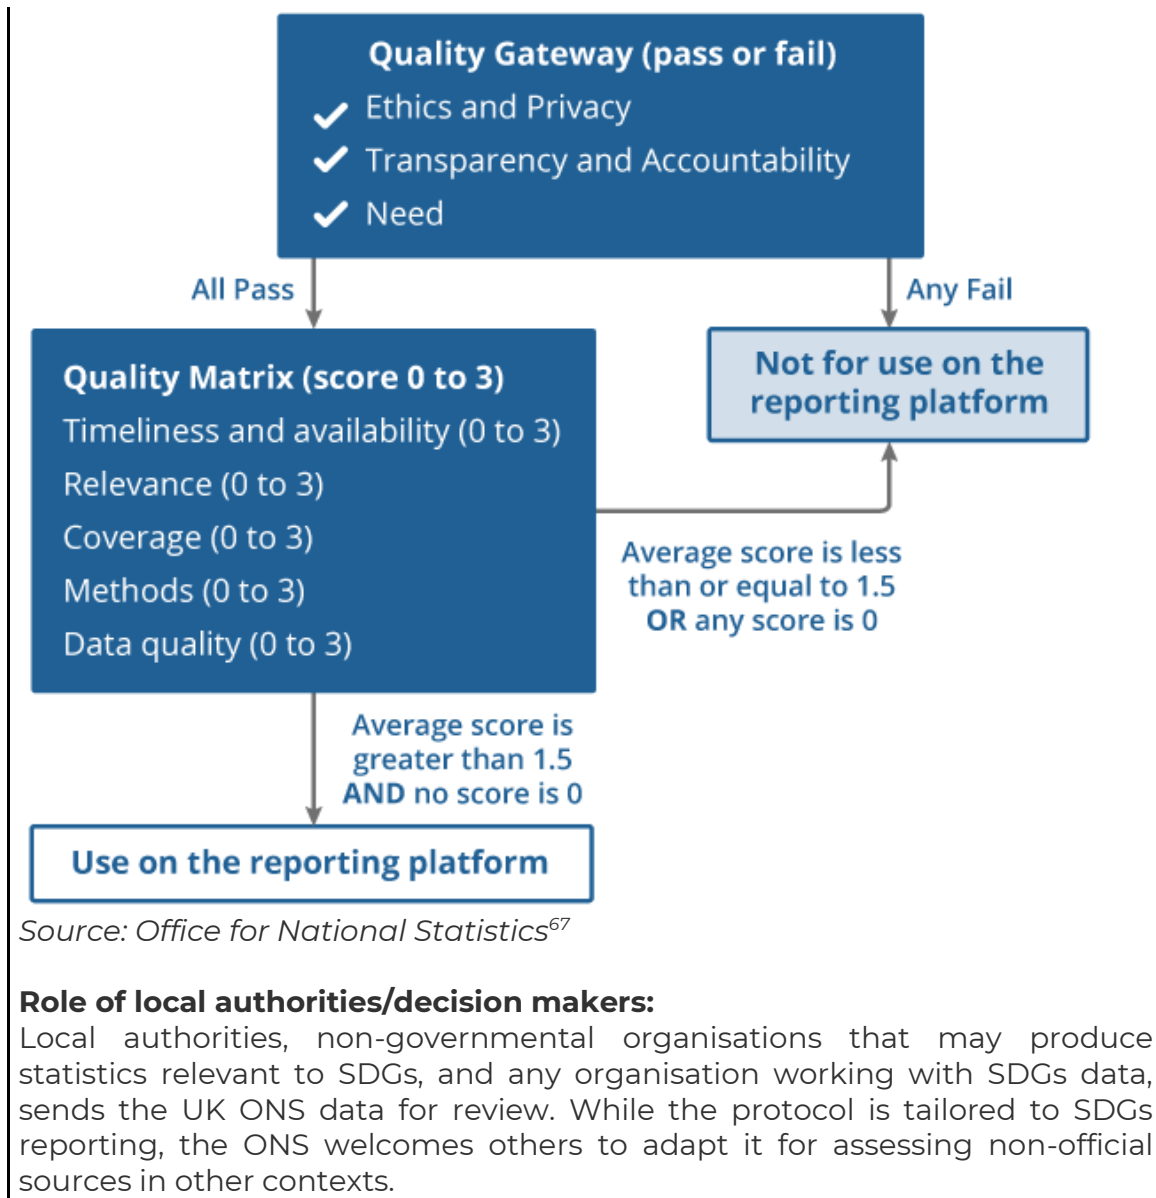 Quality Gateway (pass or fail)
Ethics and Privacy
Transparency and Accountability
Need
All Pass
Any Fail
Quality Matrix (score 0 to 3)
Timeliness and availability (0 to 3)
Relevance (0 to 3)
Coverage (0 to 3)
Methods (0 to 3)
Data quality (0 to 3)
Not for use on the
reporting platform
Average score is less
than or equal to 1.5
OR any score is 0
Average score is
greater than 1.5
AND no score is 0
Use on the reporting platform
Source: Office for National Statistics67
Role of local authorities/decision makers:
Local authorities, non-governmental organisations that may produce
statistics relevant to SDGs, and any organisation working with SDGs data,
sends the UK ONS data for review. While the protocol is tailored to SDGs
reporting, the ONS welcomes others to adapt it for assessing non-official
sources in other contexts.